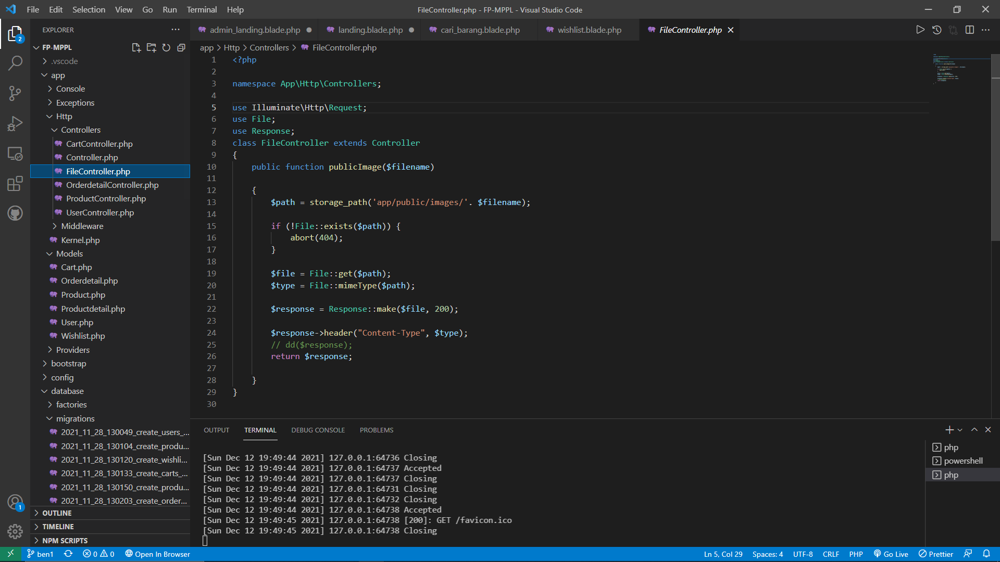 File Edit Selection View Go Run Terminal Help
FileController.php - FP-MPPL - Visual Studio Code
2
EXPLORER
FP-MPPL
.vscode
app
Console
Exceptions
Http
Controllers
CartController.php
Controller.php
FileController.php
OrderdetailController.php
ProductController.php
UserController.php
Middleware
Kernel.php
Models
Cart.php
Orderdetail.php
Product.php
Productdetail.php
User.php
Wishlist.php
Providers
bootstrap
config
database
factories
migrations
2021_11_28_130049_create_users_...
2021_11_28_130104_create_produ...
2021_11_28_130120_create_wishli...
2021_11_28_130133_create_carts_...
2021_11_28_130150_create_produ...
2021_11_28_130203_create_order...
OUTLINE
TIMELINE
NPM SCRIPTS
1
admin_landing.blade.php landing.blade.php cari_barang.blade.php wishlist.blade.php FileController.php
app > Http > Controllers > FileController.php
1 <?php
2
3 namespace App\Http\Controllers;
4
5 use Illuminate\Http\Request;
6 use File;
7 use Response;
8 class FileController extends Controller
9 {
10     public function publicImage($filename)
11
12     {
13         $path = storage_path('app/public/images/'. $filename);
14
15         if (!File::exists($path)) {
16             abort(404);
17         }
18
19         $file = File::get($path);
20         $type = File::mimeType($path);
21
22         $response = Response::make($file, 200);
23
24         $response->header("Content-Type", $type);
25         // dd($response);
26         return $response;
27
28     }
29 }
30
OUTPUT TERMINAL DEBUG CONSOLE PROBLEMS
[Sun Dec 12 19:49:44 2021] 127.0.0.1:64736 Closing
[Sun Dec 12 19:49:44 2021] 127.0.0.1:64737 Accepted
[Sun Dec 12 19:49:44 2021] 127.0.0.1:64737 Closing
[Sun Dec 12 19:49:44 2021] 127.0.0.1:64731 Closing
[Sun Dec 12 19:49:44 2021] 127.0.0.1:64732 Closing
[Sun Dec 12 19:49:44 2021] 127.0.0.1:64738 Accepted
[Sun Dec 12 19:49:45 2021] 127.0.0.1:64738 [200]: GET /favicon.ico
[Sun Dec 12 19:49:45 2021] 127.0.0.1:64738 Closing
php
powershell
php
ben1 0 0 Open In Browser Ln 5, Col 29 Spaces: 4 UTF-8 CRLF PHP Go Live Prettier